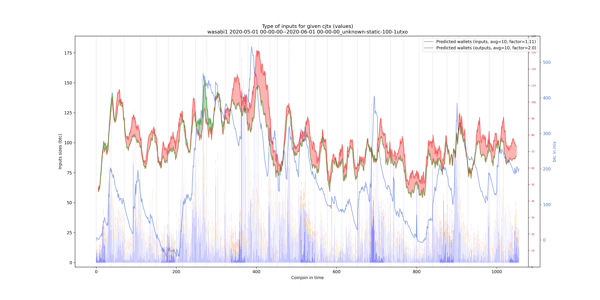 Type of inputs for given cjtx (values)
wasabi1 2020-05-01 00-00-00--2020-06-01 00-00-00_unknown-static-100-1utxo
Predicted wallets (inputs, avg=10, factor=1.11)
Predicted wallets (outputs, avg=10, factor=2.0)
175
150
125
100
75
50
25
0
Inputs sizes (btc)
500
400
300
200
100
0
btc in mix
0 200 400 600 800 1000
Coinjoin in time